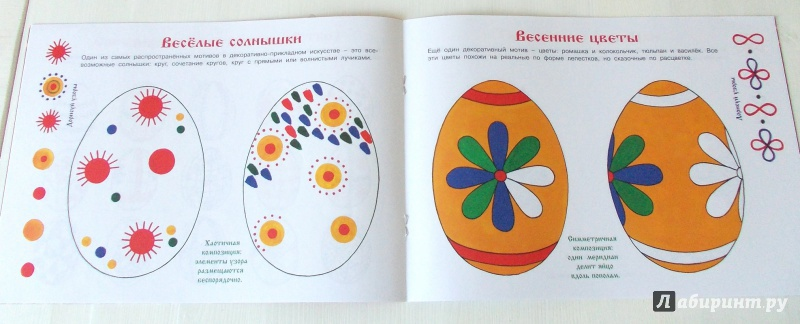 Весёлые солнышки
Один из самых распространённых мотивов в декоративно-прикладном искусстве – это все-
возможные солнышки: круг, сочетание кругов, круг с прямыми или волнистыми лучиками.
Дорисуй узоры
Хаотичная
композиция:
элементы узора
размещаются
беспорядочно.
Весенние цветы
Ещё один декоративный мотив – цветы: ромашка и колокольчик, тюльпан и василёк. Все
эти цветы похожи на реальные по форме лепестков, но сказочные по расцветке.
Дорисуй узоры
Симметричная
композиция:
один меридиан
делит яйцо
вдоль пополам.
Лабиринт.ру